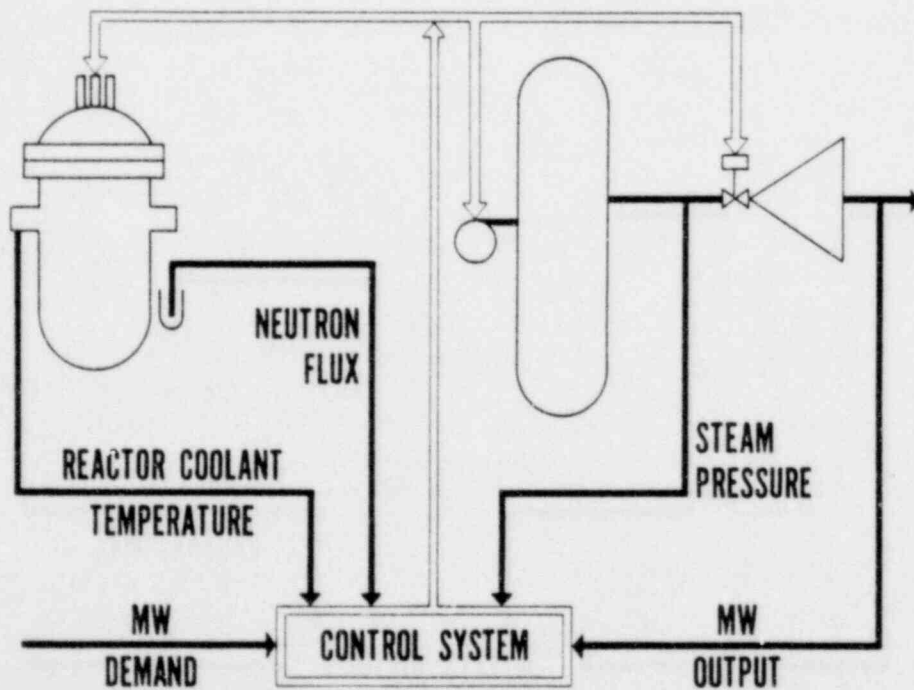 NEUTRON
FLUX
REACTOR COOLANT
TEMPERATURE
STEAM
PRESSURE
MW
DEMAND
CONTROL SYSTEM
MW
OUTPUT